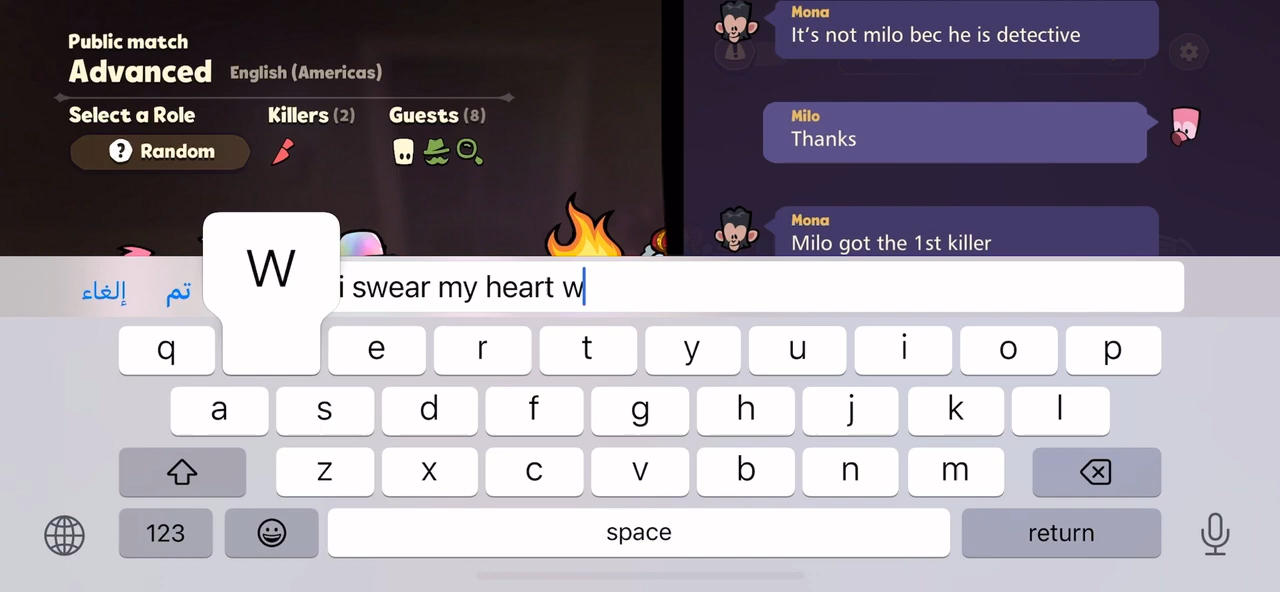 Public match
Advanced English (Americas)
Select a Role Killers (2) Guests (8)
? Random
Mona
It's not milo bec he is detective
Milo
Thanks
Mona
Milo got the 1st killer
إلغاء تم
i swear my heart w
W
q e r t y u i o p
a s d f g h j k l
z x c v b n m
123 space return